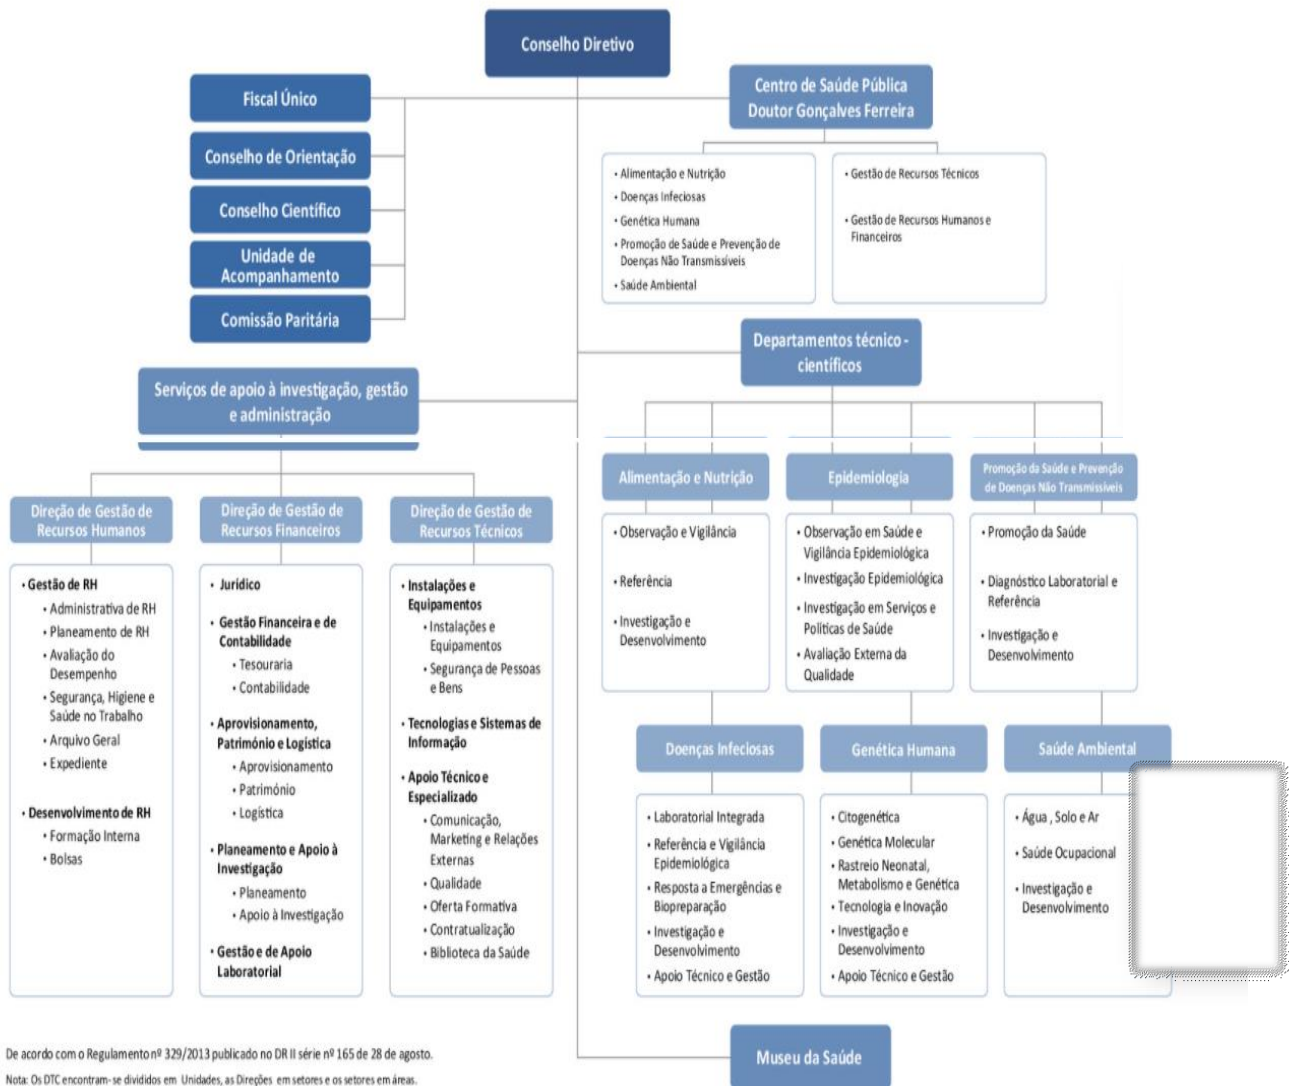 Conselho Diretivo
Fiscal Único
Conselho de Orientação
Conselho Científico
Unidade de
Acompanhamento
Comissão Paritária
Centro de Saúde Pública
Doutor Gonçalves Ferreira
• Alimentação e Nutrição
• Doenças Infeciosas
• Genética Humana
• Promoção de Saúde e Prevenção de
Doenças Não Transmissíveis
• Saúde Ambiental
• Gestão de Recursos Técnicos
• Gestão de Recursos Humanos e
Financeiros
Serviços de apoio à investigação, gestão
e administração
Direção de Gestão de
Recursos Humanos
• Gestão de RH
• Administrativa de RH
• Planeamento de RH
• Avaliação do
Desempenho
• Segurança, Higiene e
Saúde no Trabalho
• Arquivo Geral
• Expediente
• Desenvolvimento de RH
• Formação Interna
• Bolsas
Direção de Gestão de
Recursos Financeiros
• Jurídico
• Gestão Financeira e de
Contabilidade
• Tesouraria
• Contabilidade
• Aprovisionamento,
Património e Logística
• Aprovisionamento
• Património
• Logística
• Planeamento e Apoio à
Investigação
• Planeamento
• Apoio à Investigação
• Gestão e de Apoio
Laboratorial
Direção de Gestão de
Recursos Técnicos
• Instalações e
Equipamentos
• Instalações e
Equipamentos
• Segurança de Pessoas
e Bens
• Tecnologias e Sistemas de
Informação
• Apoio Técnico e
Especializado
• Comunicação,
Marketing e Relações
Externas
• Qualidade
• Oferta Formativa
• Contratualização
• Biblioteca da Saúde
Departamentos técnico -
científicos
Alimentação e Nutrição
• Observação e Vigilância
• Referência
• Investigação e
Desenvolvimento
Epidemiologia
• Observação em Saúde e
Vigilância Epidemiológica
• Investigação Epidemiológica
• Investigação em Serviços e
Políticas de Saúde
• Avaliação Externa da
Qualidade
Promoção da Saúde e Prevenção
de Doenças Não Transmissíveis
• Promoção da Saúde
• Diagnóstico Laboratorial e
Referência
• Investigação e
Desenvolvimento
Doenças Infeciosas
• Laboratorial Integrada
• Referência e Vigilância
Epidemiológica
• Resposta a Emergências e
Biopreparação
• Investigação e
Desenvolvimento
• Apoio Técnico e Gestão
Genética Humana
• Citogenética
• Genética Molecular
• Rastreio Neonatal,
Metabolismo e Genética
• Tecnologia e Inovação
• Investigação e
Desenvolvimento
• Apoio Técnico e Gestão
Saúde Ambiental
• Água , Solo e Ar
• Saúde Ocupacional
• Investigação e
Desenvolvimento
Museu da Saúde
De acordo com o Regulamento nº 329/2013 publicado no DR II série nº 165 de 28 de agosto.
Nota: Os DTC encontram-se divididos em Unidades, as Direções em setores e os setores em áreas.